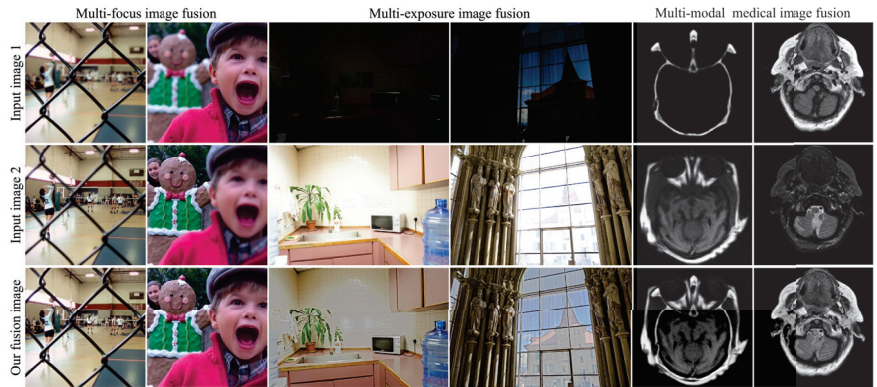 Multi-focus image fusion
Multi-exposure image fusion
Multi-modal medical image fusion
Input image 1
Input image 2
Our fusion image